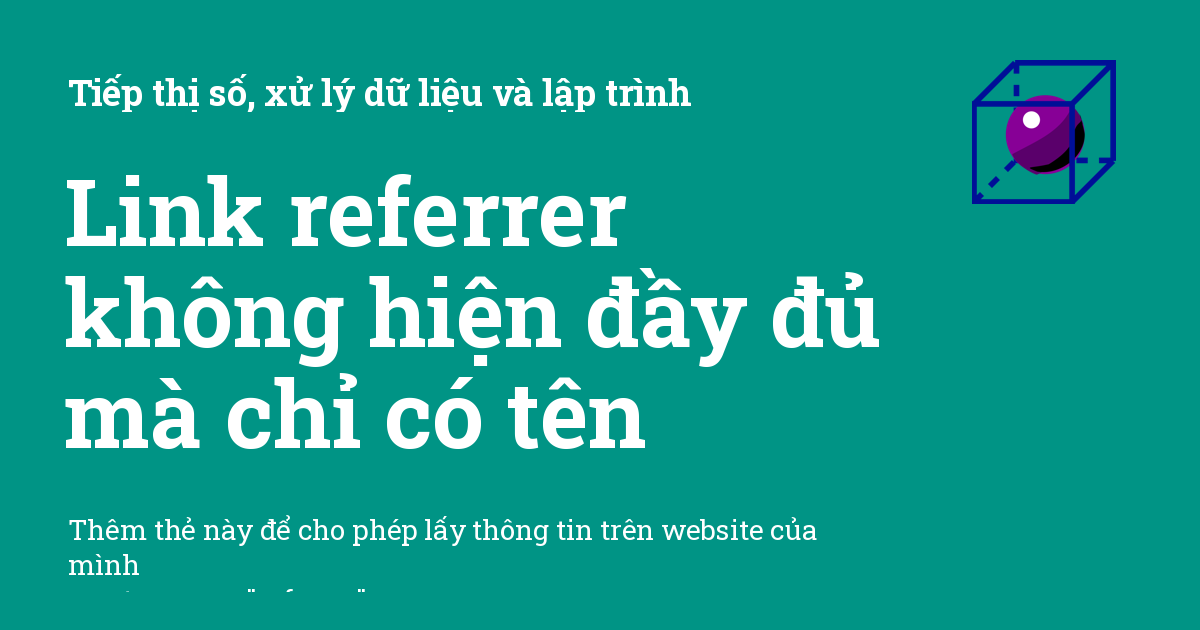 Tiếp thị số, xử lý dữ liệu và lập trình
Link referrer
không hiện đầy đủ
mà chỉ có tên
Thêm thẻ này để cho phép lấy thông tin trên website của
mình